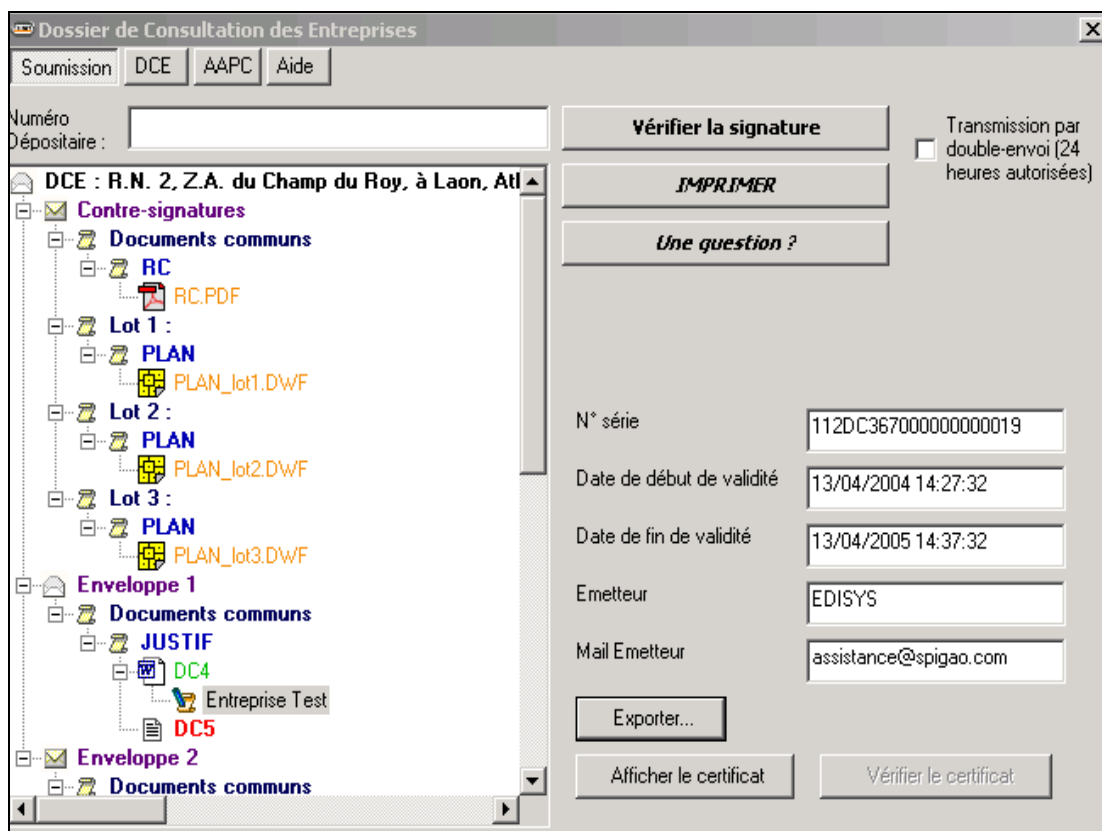 Dossier de Consultation des Entreprises
Soumission DCE AAPC Aide
Numéro
Dépositaire :
DCE : R.N. 2, Z.A. du Champ du Roy, à Laon, Atl
Contre-signatures
Documents communs
RC
RC.PDF
Lot 1 :
PLAN
PLAN_lot1.DWF
Lot 2 :
PLAN
PLAN_lot2.DWF
Lot 3 :
PLAN
PLAN_lot3.DWF
Enveloppe 1
Documents communs
JUSTIF
DC4
Entreprise Test
DC5
Enveloppe 2
Documents communs
Vérifier la signature
IMPRIMER
Une question ?
Transmission par
double-envoi (24
heures autorisées)
N° série 112DC367000000000019
Date de début de validité 13/04/2004 14:27:32
Date de fin de validité 13/04/2005 14:37:32
Emetteur EDISYS
Mail Emetteur assistance@spigao.com
Exporter...
Afficher le certificat Vérifier le certificat